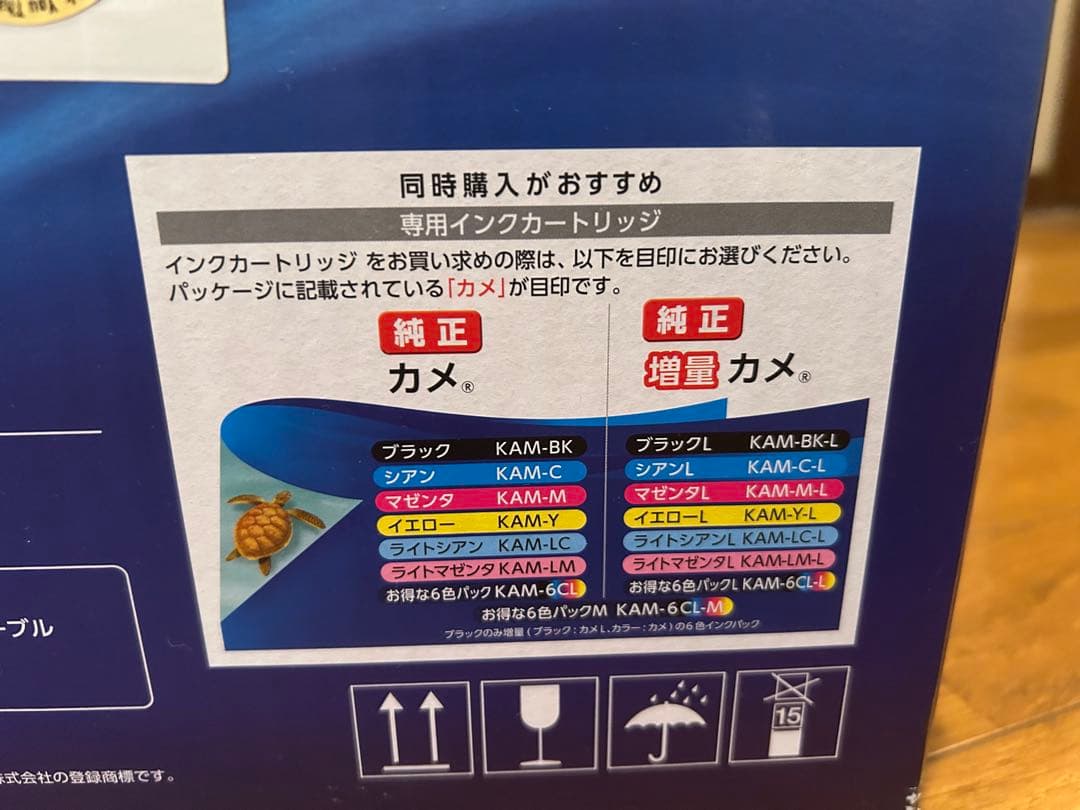 You Th
同時購入がおすすめ
専用インクカートリッジ
インクカートリッジ をお買い求めの際は、以下を目印にお選びください。
パッケージに記載されている「カメ」が目印です。
純正
カメ®
純正
増量 カメ®
ブラック KAM-BK
シアン KAM-C
マゼンタ KAM-M
イエロー KAM-Y
ライトシアン KAM-LC
ライトマゼンタ KAM-LM
お得な6色パック KAM-6CL
ブラックL KAM-BK-L
シアンL KAM-C-L
マゼンタL KAM-M-L
イエローL KAM-Y-L
ライトシアンL KAM-LC-L
ライトマゼンタL KAM-LM-L
お得な6色パックL KAM-6CL-L
お得な6色パックM KAM-6CL-M
ブラックのみ増量(ブラック:カメL、カラー:カメ)の6色インクパック
ーブル
15
株式会社の登録商標です。